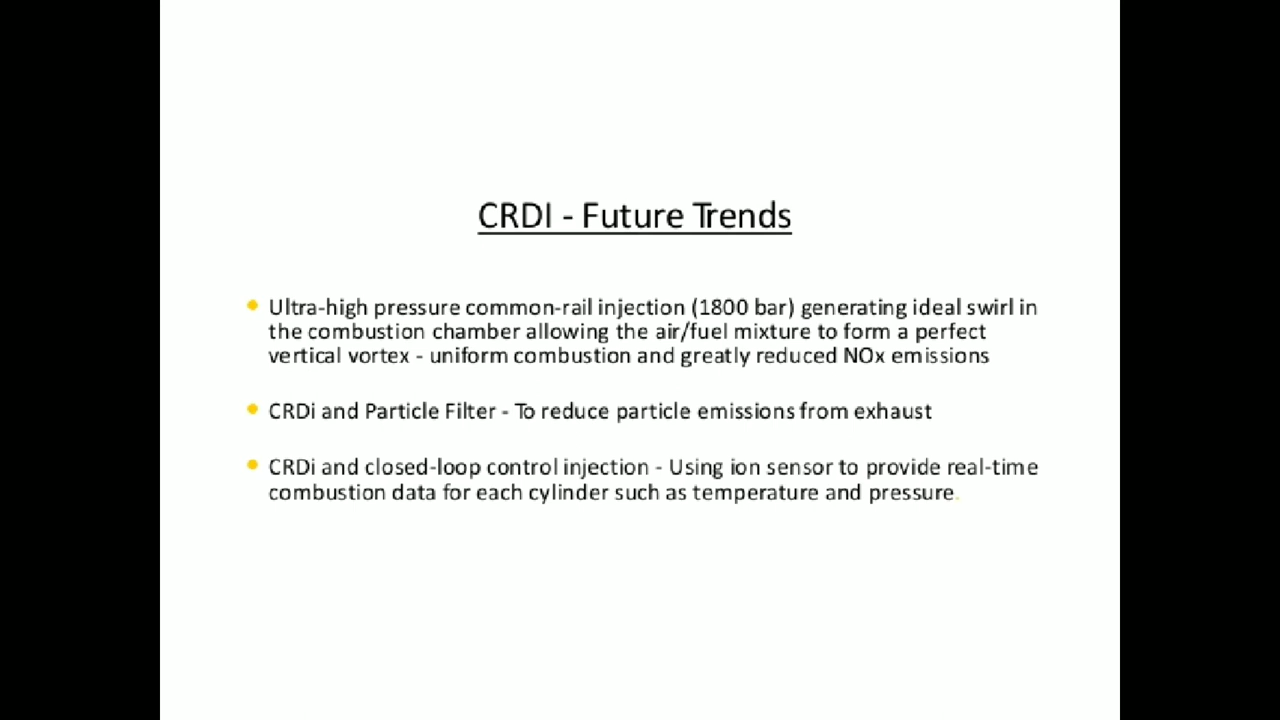 CRDI - Future Trends
• Ultra-high pressure common-rail injection (1800 bar) generating ideal swirl in
the combustion chamber allowing the air/fuel mixture to form a perfect
vertical vortex - uniform combustion and greatly reduced NOx emissions
• CRDi and Particle Filter - To reduce particle emissions from exhaust
• CRDi and closed-loop control injection - Using ion sensor to provide real-time
combustion data for each cylinder such as temperature and pressure.